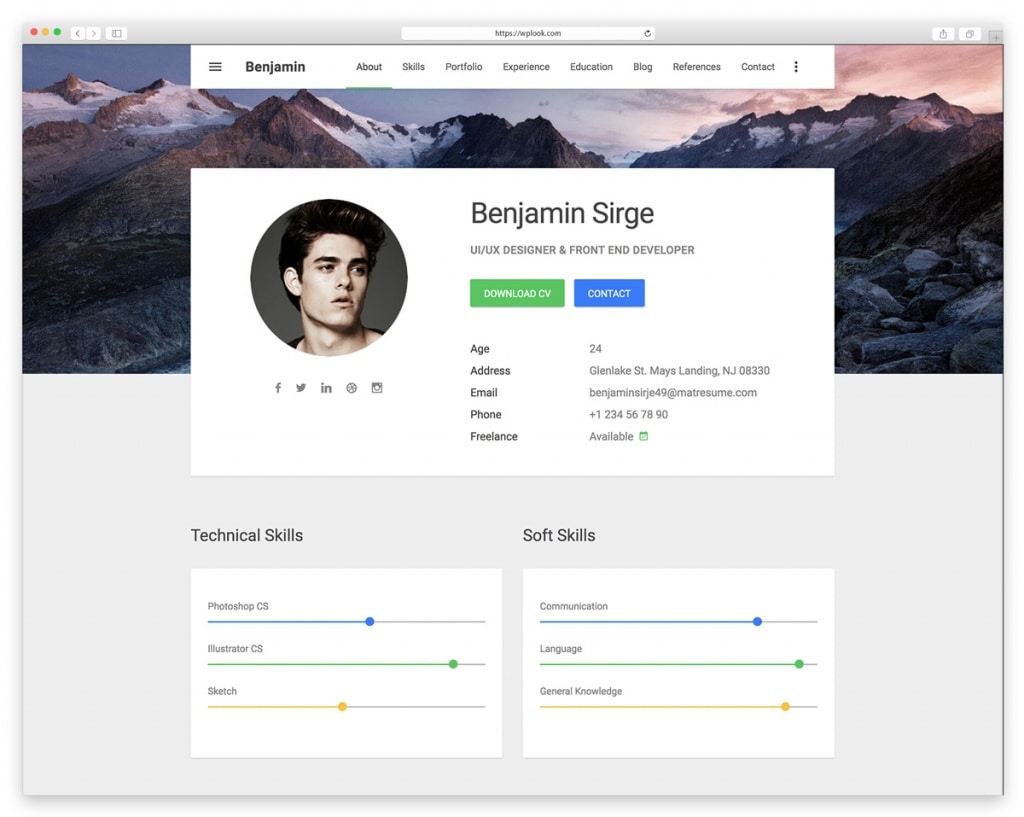 https://wplook.com
Benjamin About Skills Portfolio Experience Education Blog References Contact
Benjamin Sirge
UI/UX DESIGNER & FRONT END DEVELOPER
DOWNLOAD CV CONTACT
Age 24
Address Glenlake St. Mays Landing, NJ 08330
Email benjaminsirje49@matresume.com
Phone +1 234 56 78 90
Freelance Available
Technical Skills
Photoshop CS
Illustrator CS
Sketch
Soft Skills
Communication
Language
General Knowledge